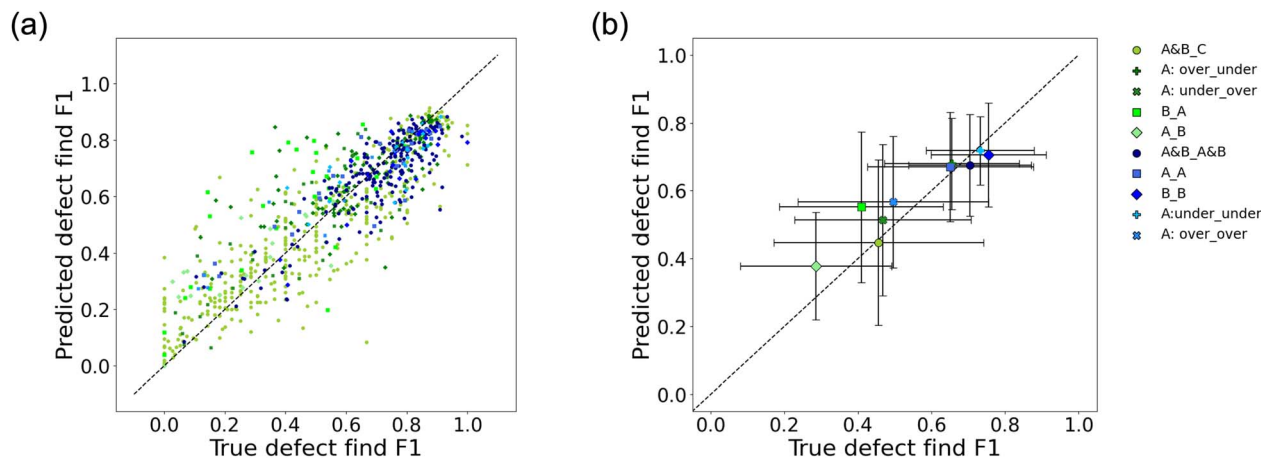 (a)
Predicted defect find F1
1.0
0.8
0.6
0.4
0.2
0.0
0.0 0.2 0.4 0.6 0.8 1.0
True defect find F1
(b)
Predicted defect find F1
1.0
0.8
0.6
0.4
0.2
0.0
0.0 0.2 0.4 0.6 0.8 1.0
True defect find F1
A&B_C
A: over_under
A: under_over
B_A
A_B
A&B_A&B
A_A
B_B
A:under_under
A: over_over